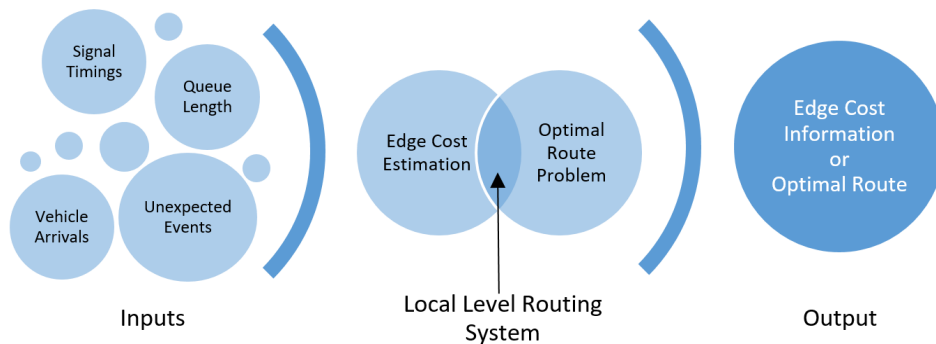 Signal
Timings
Queue
Length
Vehicle
Arrivals
Unexpected
Events
Inputs
Edge Cost
Estimation
Optimal
Route
Problem
Local Level Routing
System
Edge Cost
Information
or
Optimal Route
Output